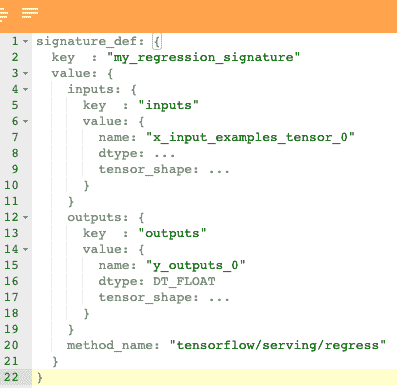 1 signature_def: {
2   key  : "my_regression_signature"
3   value: {
4     inputs: {
5       key  : "inputs"
6       value: {
7         name: "x_input_examples_tensor_0"
8         dtype: ...
9         tensor_shape: ...
10       }
11     }
12     outputs: {
13       key  : "outputs"
14       value: {
15         name: "y_outputs_0"
16         dtype: DT_FLOAT
17         tensor_shape: ...
18       }
19     }
20     method_name: "tensorflow/serving/regress"
21   }
22 }